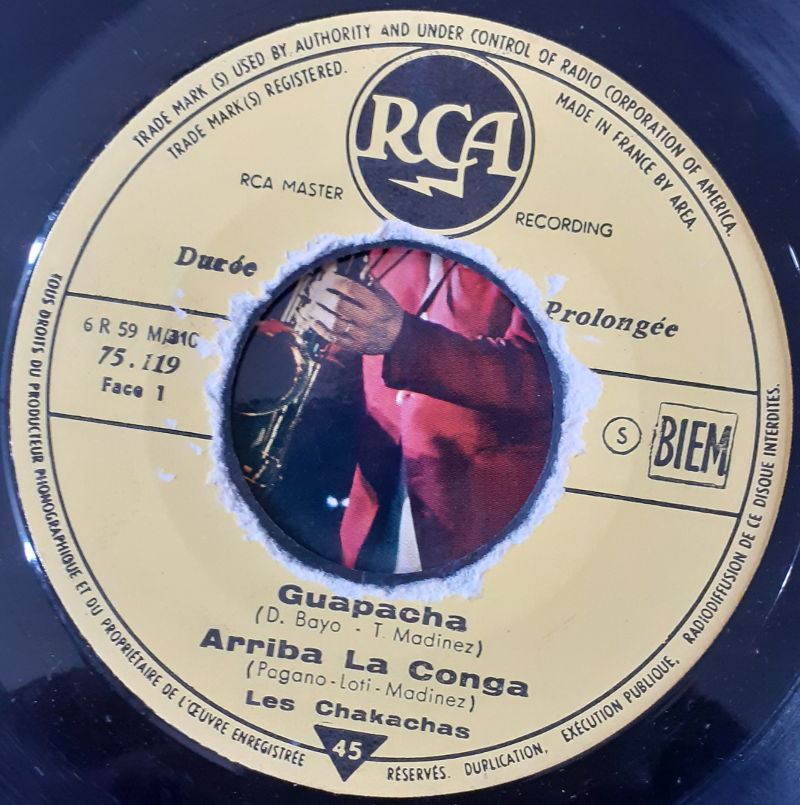 TRADE MARK (S) USED BY AUTHORITY AND UNDER CONTROL OF RADIO CORPORATION OF AMERICA.
TRADE MARK(S) REGISTERED.
MADE IN FRANCE BY AREA.
RCA
RCA MASTER RECORDING
Durée Prolongée
6 R 59 M/31C
75.119
Face 1
S BIEM
Guapacha
(D. Bayo - T. Madinez)
Arriba La Conga
(Pagano - Loti - Madinez)
Les Chakachas
45
TOUS DROITS DU PRODUCTEUR PHONOGRAPHIQUE ET DU PROPRIÉTAIRE DE L'ŒUVRE ENREGISTRÉE RÉSERVÉS. DUPLICATION, EXÉCUTION PUBLIQUE, RADIODIFFUSION DE CE DISQUE INTERDITES.